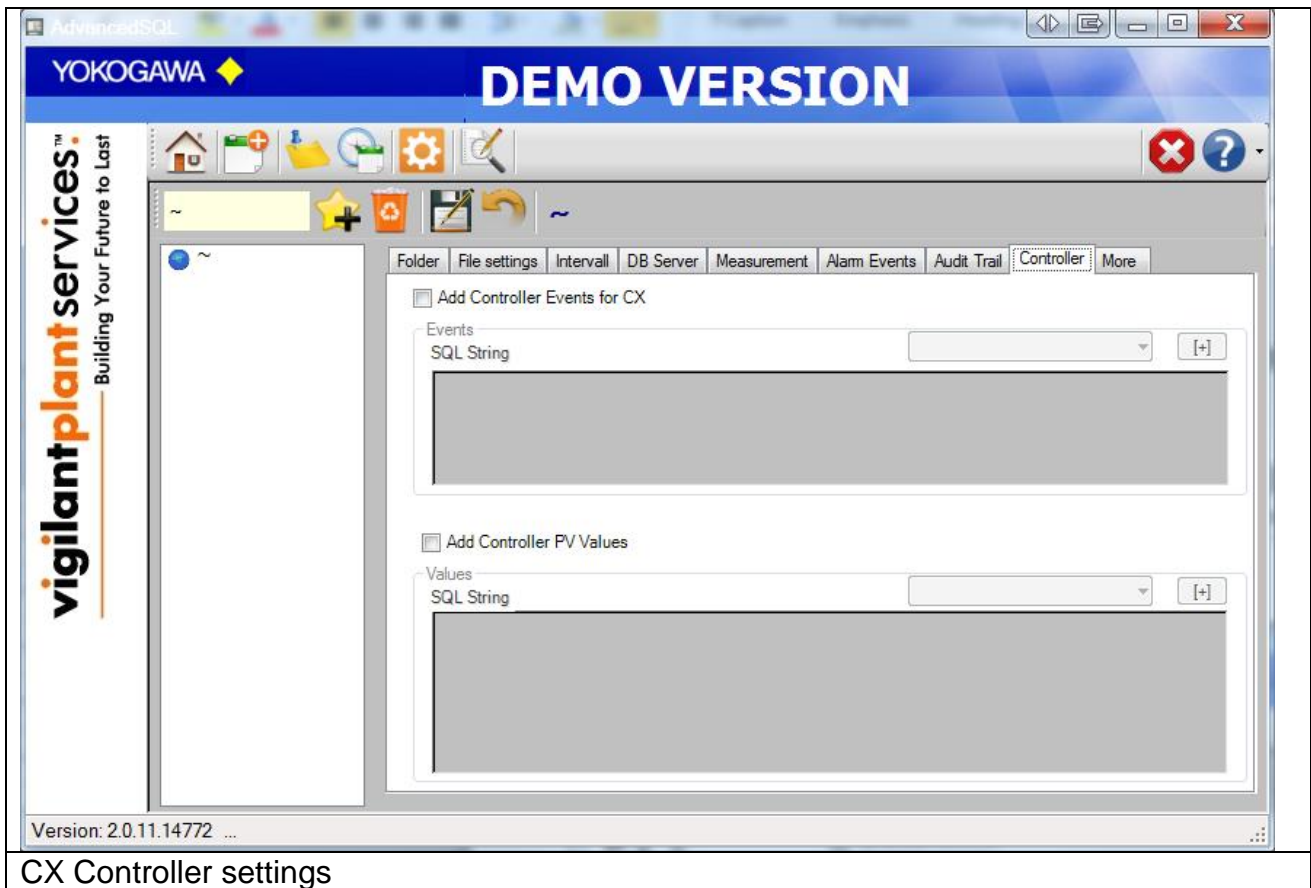 AdvancedSQL
YOKOGAWA
DEMO VERSION
vigilantplantservices.™
Building Your Future to Last
~
~
~
Folder File settings Intervall DB Server Measurement Alarm Events Audit Trail Controller More
Add Controller Events for CX
Events
SQL String [+]
Add Controller PV Values
Values
SQL String [+]
Version: 2.0.11.14772 ...
CX Controller settings